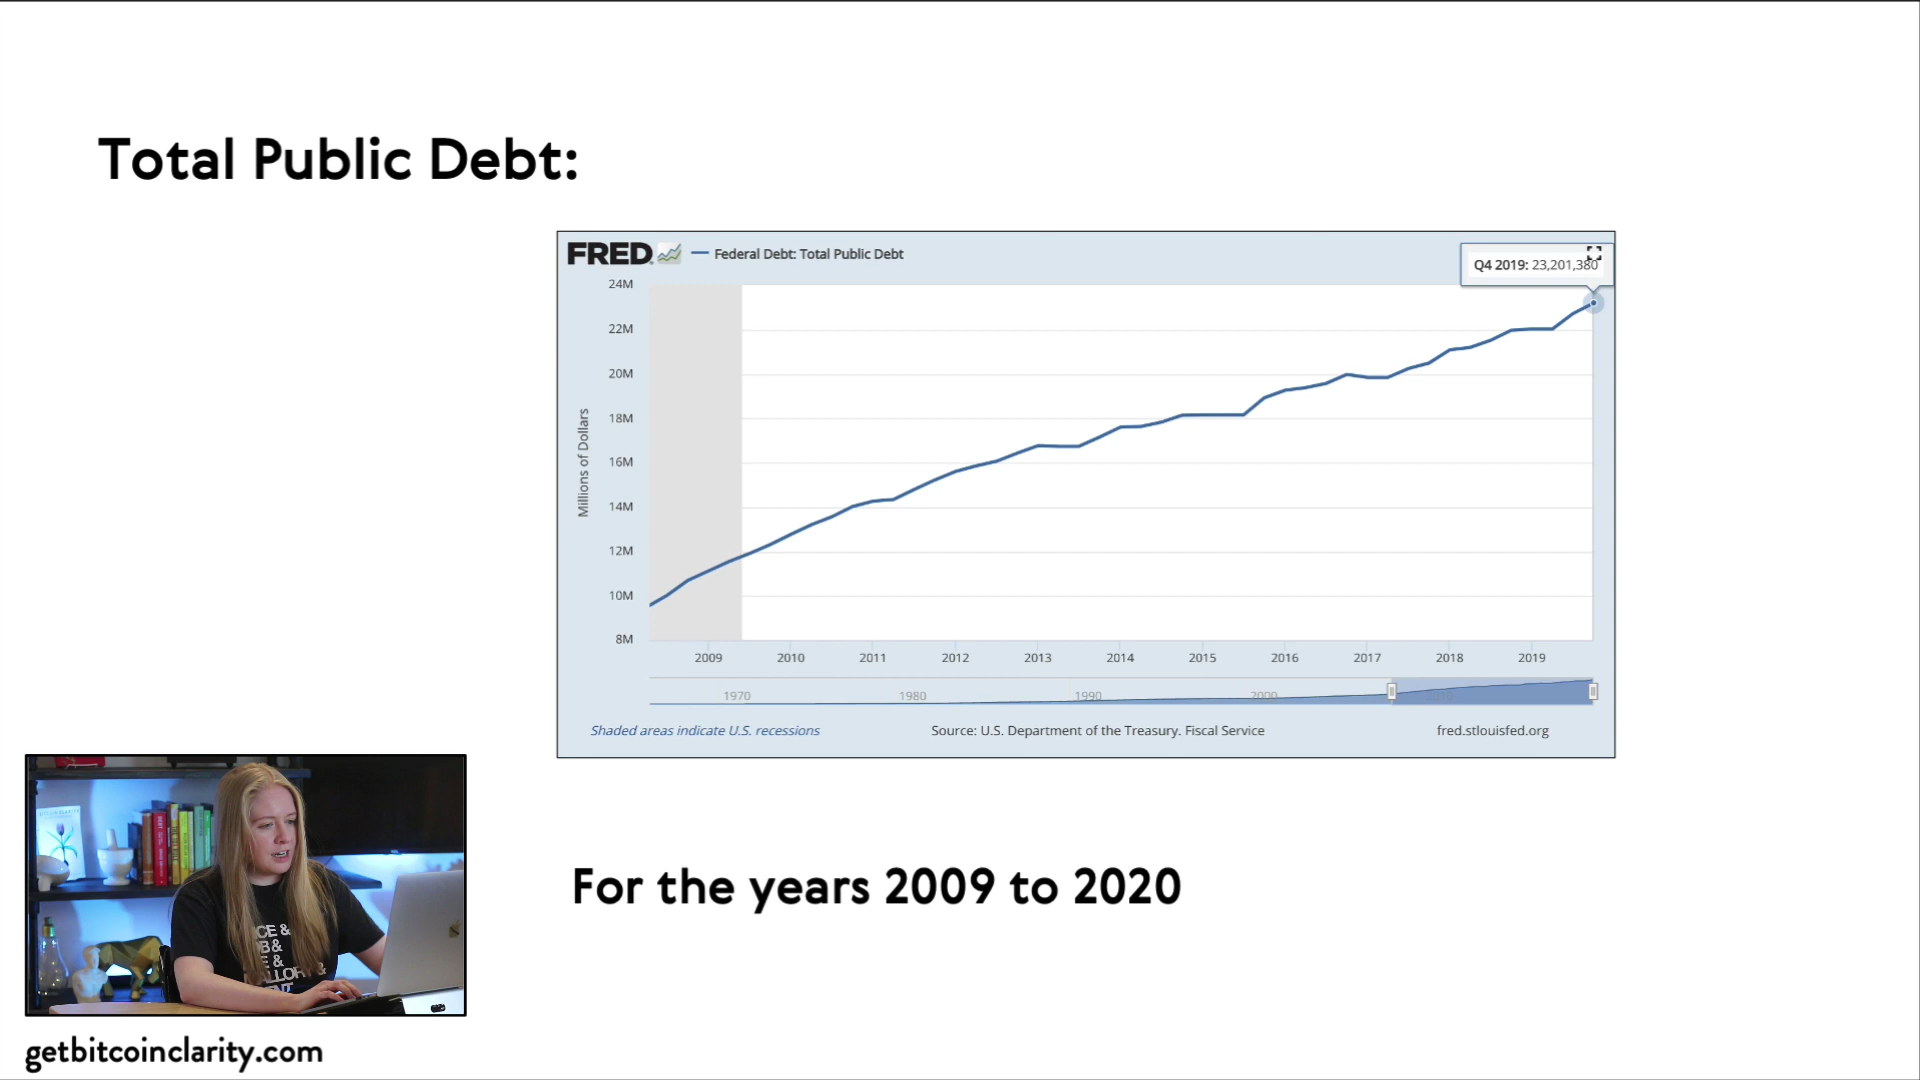 Total Public Debt:
FRED
Federal Debt: Total Public Debt
Q4 2019: 23,201,380
24M
22M
20M
18M
16M
14M
12M
10M
8M
Millions of Dollars
2009 2010 2011 2012 2013 2014 2015 2016 2017 2018 2019
1970 1980 1990 2000
Shaded areas indicate U.S. recessions
Source: U.S. Department of the Treasury. Fiscal Service
fred.stlouisfed.org
For the years 2009 to 2020
getbitcoinclarity.com